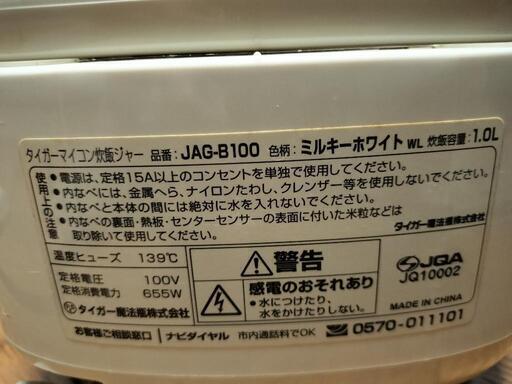 タイガーマイコン炊飯ジャー 品番：JAG-B100 色柄：ミルキーホワイト WL 炊飯容量：1.0L
使用上の注意
●電源は、定格15A以上のコンセントを単独で使用してください。
●内なべには、金属へら、ナイロンたわし、クレンザー等を使用しないでください。
●内なべと本体の間には絶対に水を入れないでください。
●内なべの裏面・熱板・センターセンサーの表面に付いた米粒などは
取り除いて使用してください。
タイガー魔法瓶株式会社
温度ヒューズ 139℃
定格電圧 100V
定格消費電力 655W
タイガー魔法瓶株式会社
警告
感電のおそれあり
●水につけたり、
水をかけたりしない。
JQA
JQ10002
MADE IN CHINA
お客様ご相談窓口 ナビダイヤル 市内通話料でOK 0570-011101